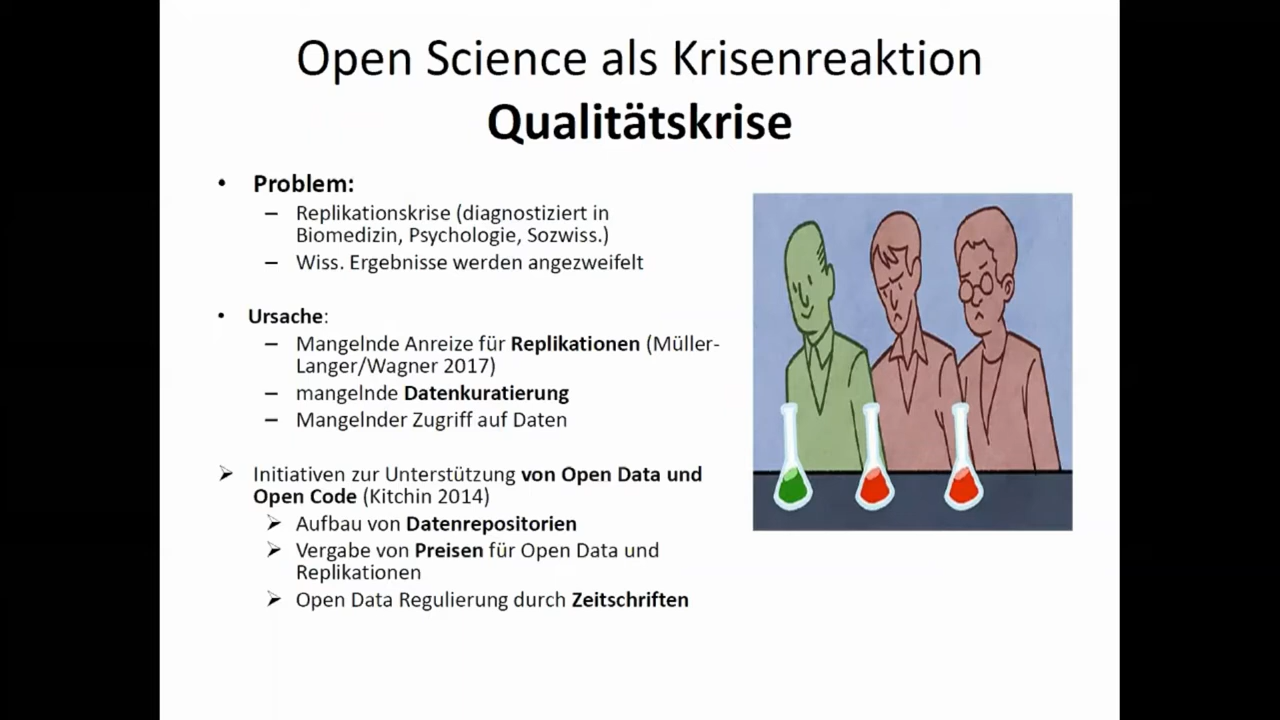 Open Science als Krisenreaktion
Qualitätskrise
• Problem:
– Replikationskrise (diagnostiziert in
Biomedizin, Psychologie, Sozwiss.)
– Wiss. Ergebnisse werden angezweifelt
• Ursache:
– Mangelnde Anreize für Replikationen (Müller-
Langer/Wagner 2017)
– mangelnde Datenkuratierung
– Mangelnder Zugriff auf Daten
➢ Initiativen zur Unterstützung von Open Data und
Open Code (Kitchin 2014)
➢ Aufbau von Datenrepositorien
➢ Vergabe von Preisen für Open Data und
Replikationen
➢ Open Data Regulierung durch Zeitschriften